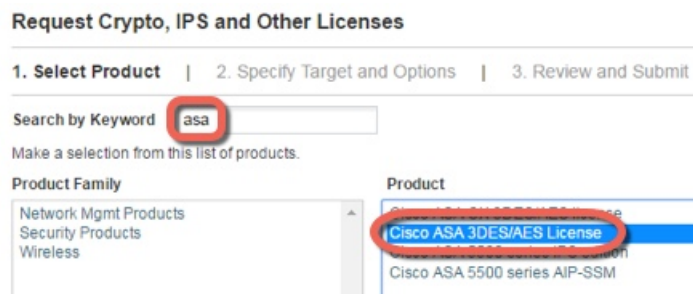 Request Crypto, IPS and Other Licenses
1. Select Product | 2. Specify Target and Options | 3. Review and Submit
Search by Keyword asa
Make a selection from this list of products.
Product Family
Network Mgmt Products
Security Products
Wireless
Product
Cisco ASA 3DES/AES License
Cisco ASA 5500 series AIP-SSM